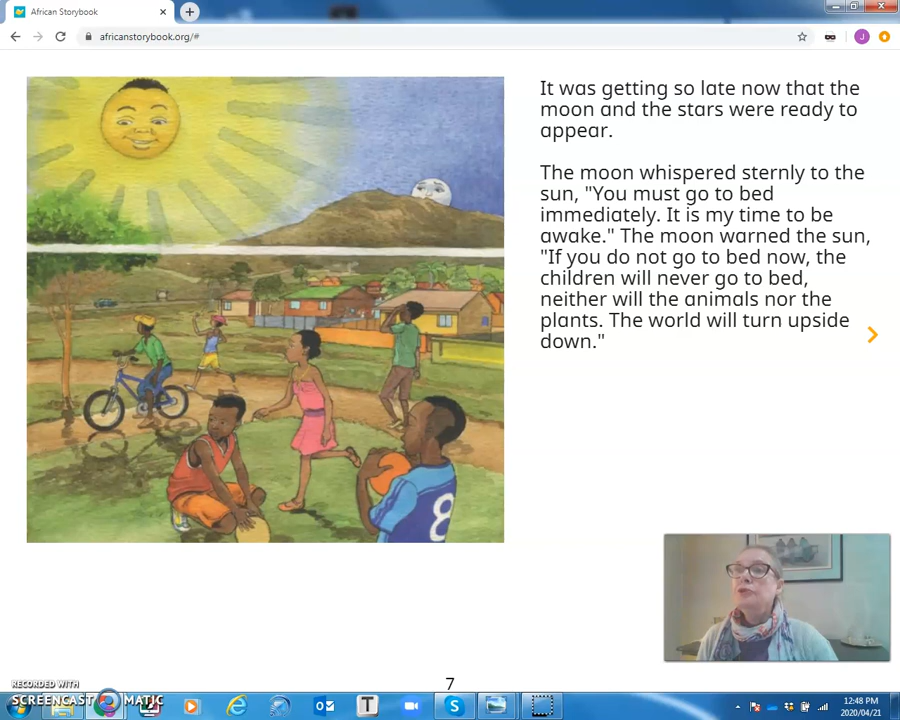 African Storybook
africanstorybook.org/#
J
It was getting so late now that the
moon and the stars were ready to
appear.
The moon whispered sternly to the
sun, "You must go to bed
immediately. It is my time to be
awake." The moon warned the sun,
"If you do not go to bed now, the
children will never go to bed,
neither will the animals nor the
plants. The world will turn upside
down."
8
7
RECORDED WITH
SCREENCAST MATIC
T
S
12:48 PM
2020/04/21